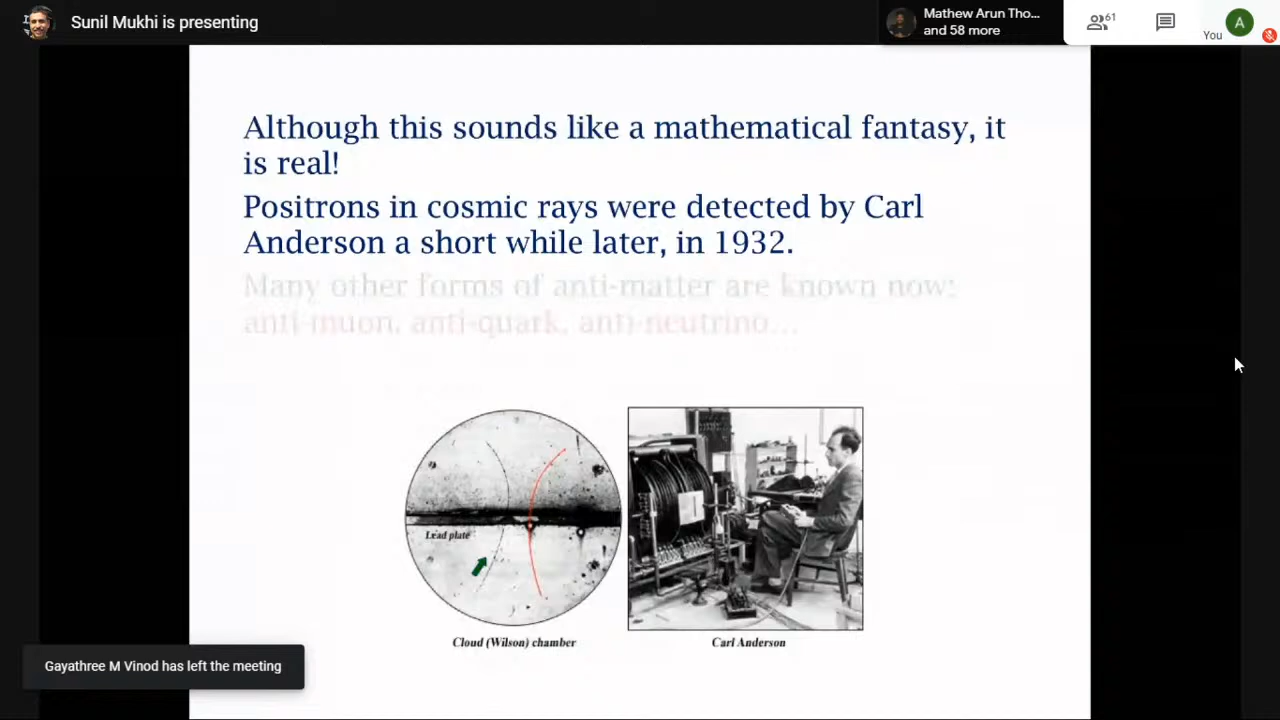 Sunil Mukhi is presenting
Mathew Arun Tho...
and 58 more
61
You
A
Although this sounds like a mathematical fantasy, it
is real!
Positrons in cosmic rays were detected by Carl
Anderson a short while later, in 1932.
Many other forms of anti-matter are known now:
anti-muon, anti-quark, anti-neutrino...
Lead plate
Cloud (Wilson) chamber
Carl Anderson
Gayathree M Vinod has left the meeting